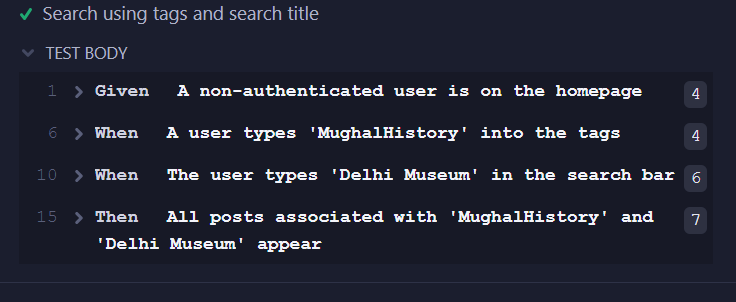 Search using tags and search title
TEST BODY
1 Given A non-authenticated user is on the homepage 4
6 When A user types 'MughalHistory' into the tags 4
10 When The user types 'Delhi Museum' in the search bar 6
15 Then All posts associated with 'MughalHistory' and 7
'Delhi Museum' appear